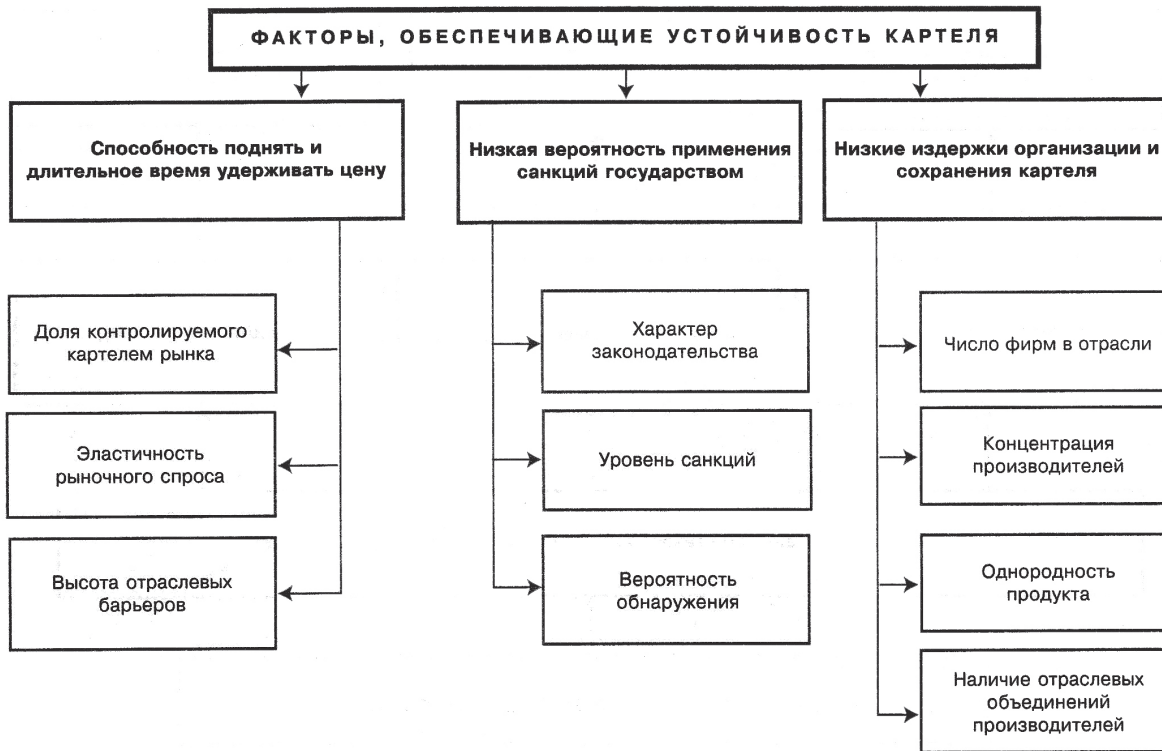 ФАКТОРЫ, ОБЕСПЕЧИВАЮЩИЕ УСТОЙЧИВОСТЬ КАРТЕЛЯ
Способность поднять и
длительное время удерживать цену
Доля контролируемого
картелем рынка
Эластичность
рыночного спроса
Высота отраслевых
барьеров
Низкая вероятность применения
санкций государством
Характер
законодательства
Уровень санкций
Вероятность
обнаружения
Низкие издержки организации и
сохранения картеля
Число фирм в отрасли
Концентрация
производителей
Однородность
продукта
Наличие отраслевых
объединений
производителей